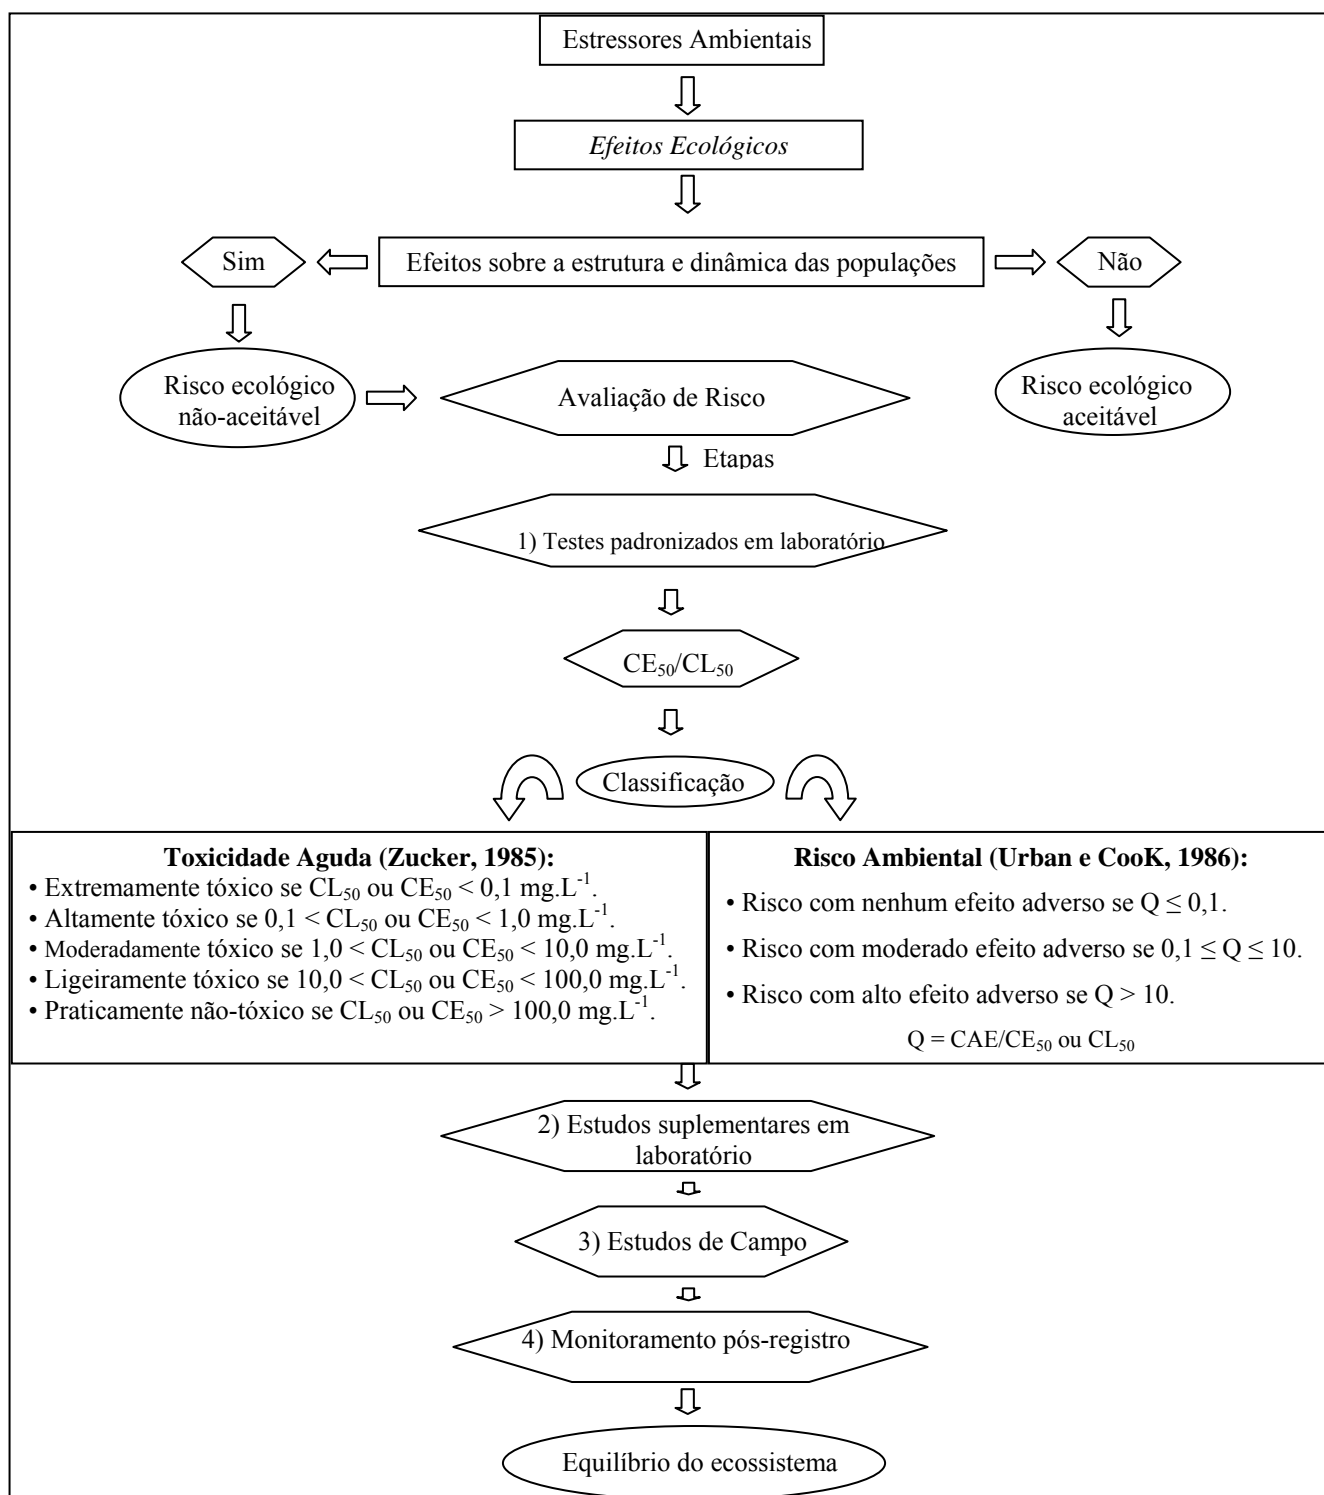 Estressores Ambientais
Efeitos Ecológicos
Sim
Efeitos sobre a estrutura e dinâmica das populações
Não
Risco ecológico
não-aceitável
Avaliação de Risco
Risco ecológico
aceitável
Etapas
1) Testes padronizados em laboratório
CE50/CL50
Classificação
Toxicidade Aguda (Zucker, 1985):
• Extremamente tóxico se CL50 ou CE50 < 0,1 mg.L-1.
• Altamente tóxico se 0,1 < CL50 ou CE50 < 1,0 mg.L-1.
• Moderadamente tóxico se 1,0 < CL50 ou CE50 < 10,0 mg.L-1.
• Ligeiramente tóxico se 10,0 < CL50 ou CE50 < 100,0 mg.L-1.
• Praticamente não-tóxico se CL50 ou CE50 > 100,0 mg.L-1.
Risco Ambiental (Urban e CooK, 1986):
• Risco com nenhum efeito adverso se Q ≤ 0,1.
• Risco com moderado efeito adverso se 0,1 ≤ Q ≤ 10.
• Risco com alto efeito adverso se Q > 10.
Q = CAE/CE50 ou CL50
2) Estudos suplementares em
laboratório
3) Estudos de Campo
4) Monitoramento pós-registro
Equilíbrio do ecossistema